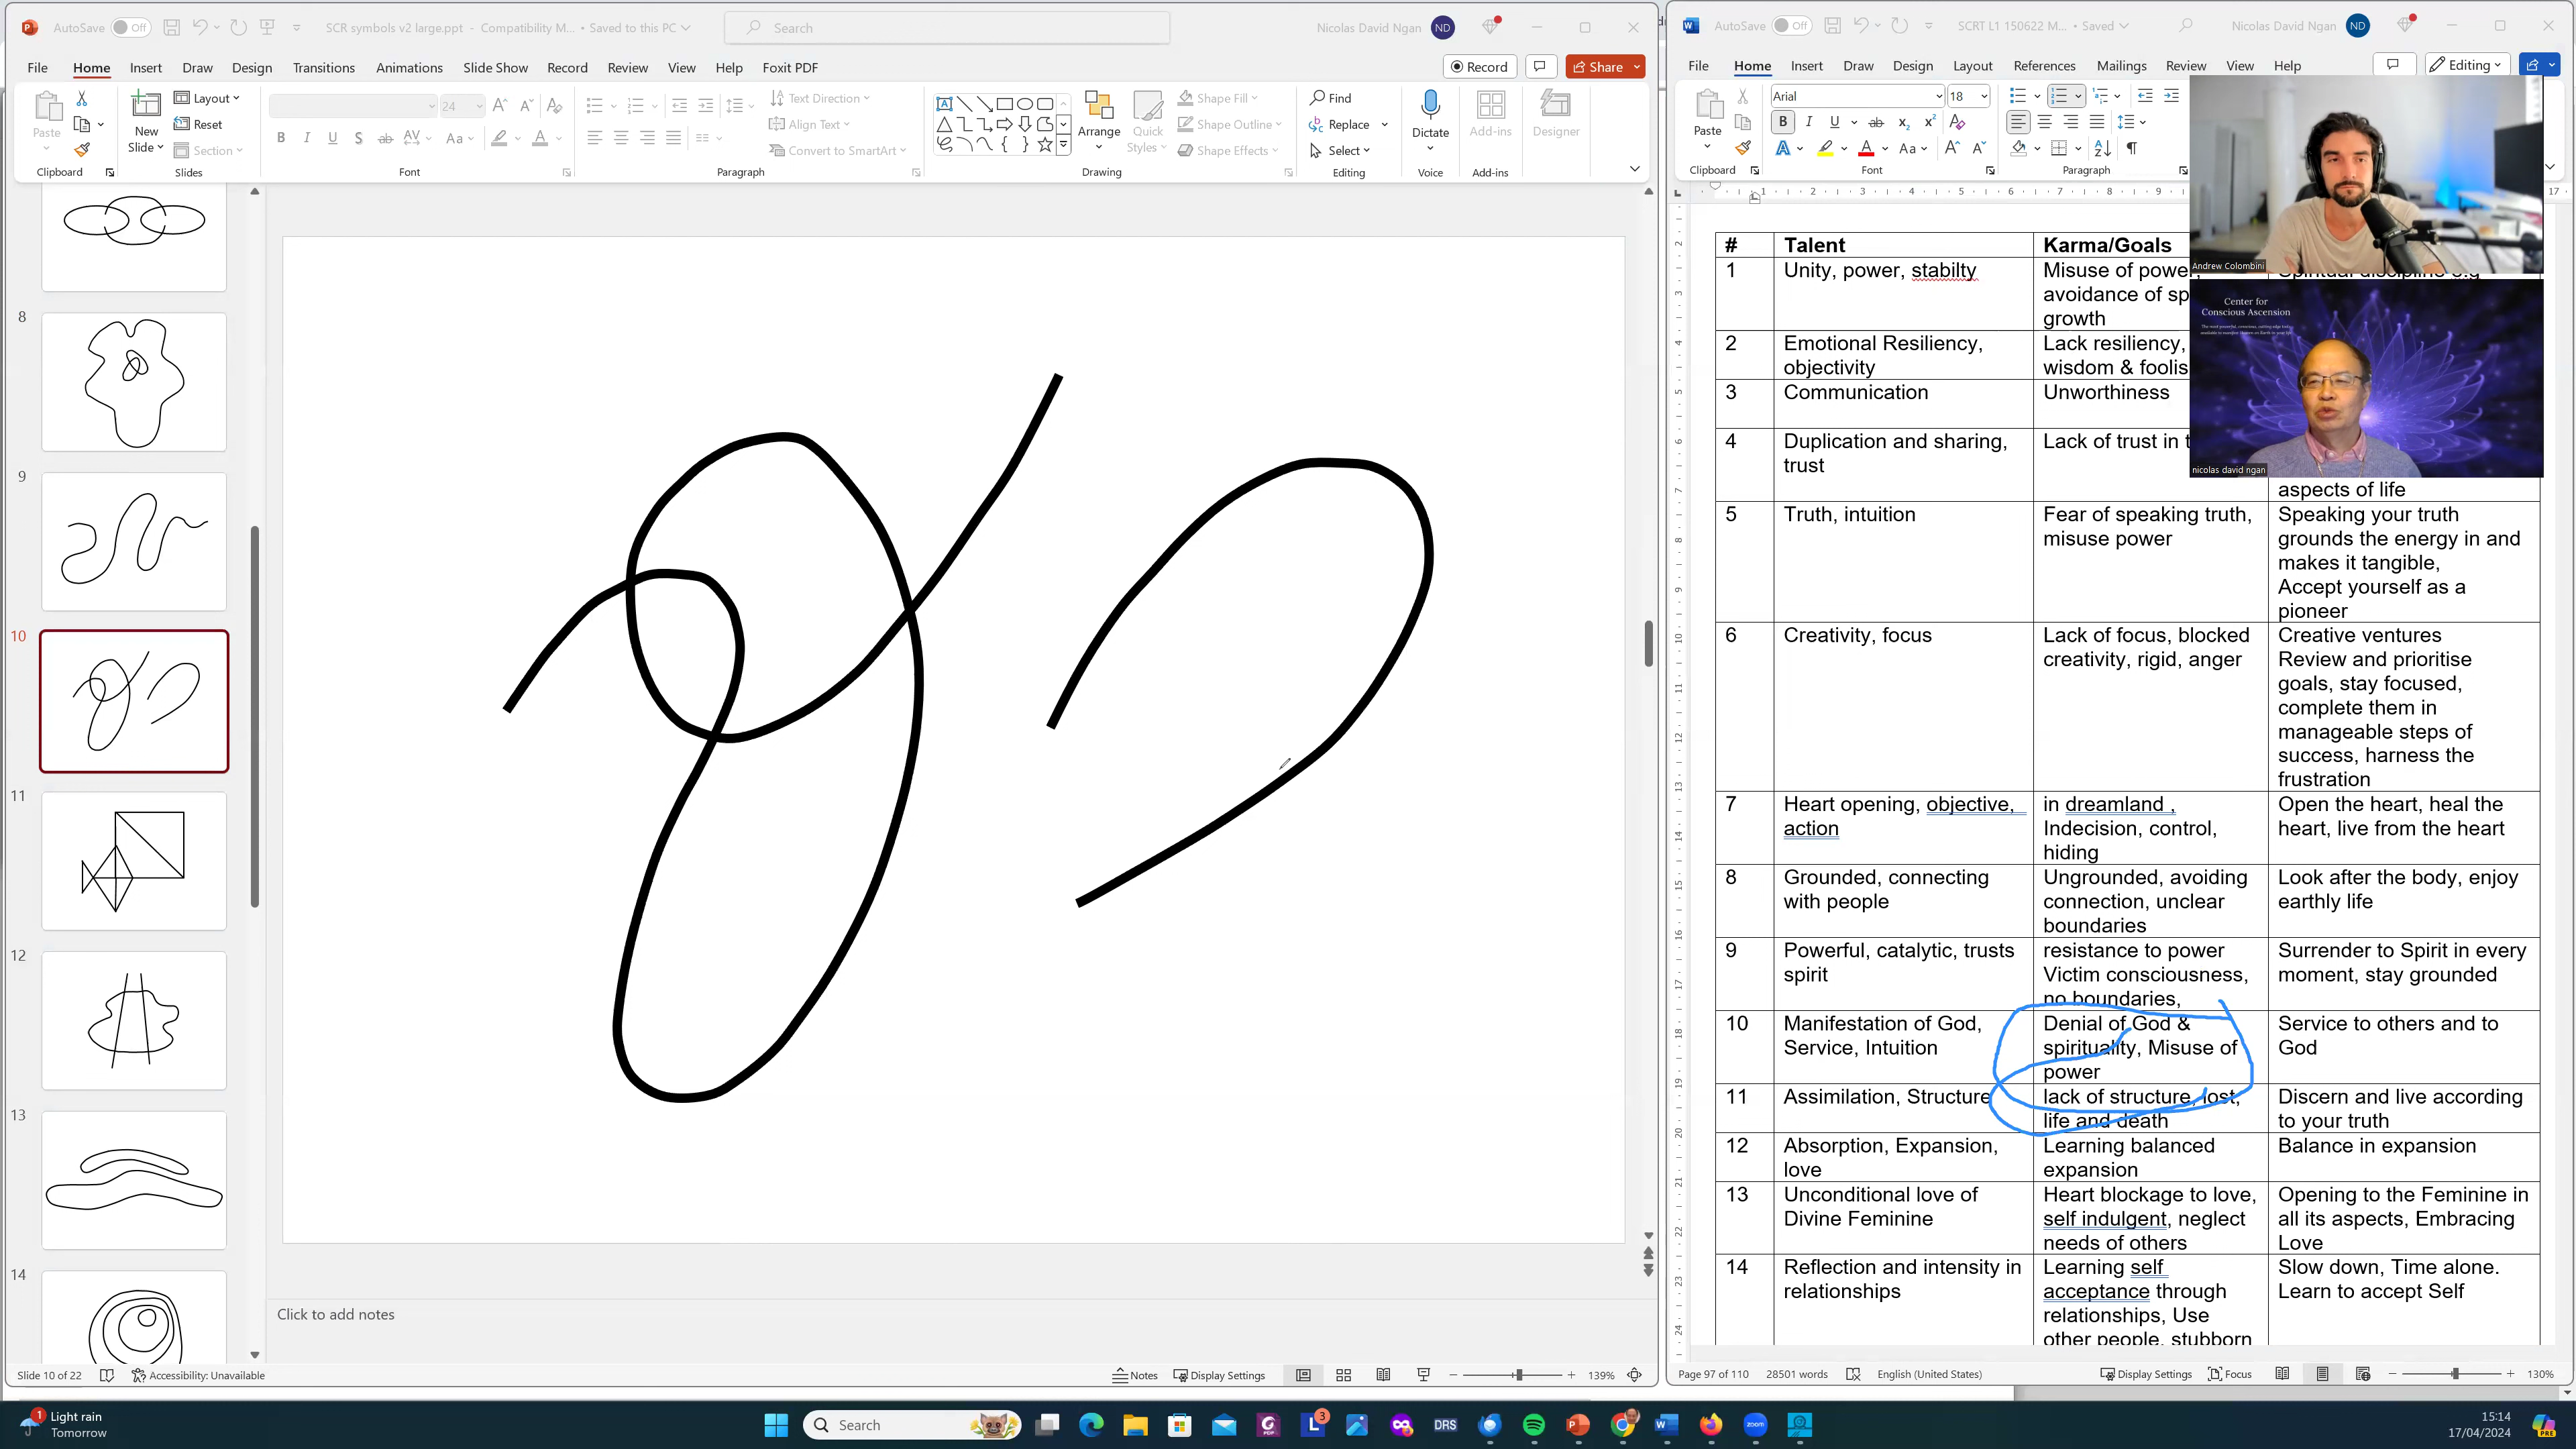 AutoSave Off SCR symbols v2 large.ppt - Compatibility M... • Saved to this PC Search Nicolas David Ngan ND
File Home Insert Draw Design Transitions Animations Slide Show Record Review View Help Foxit PDF Record Share
Paste New Slide Layout Reset Section 24 Text Direction Align Text Convert to SmartArt Arrange Quick Styles Shape Fill Shape Outline Shape Effects Find Replace Select Dictate Add-ins Designer
Clipboard Slides Font Paragraph Drawing Editing Voice Add-ins
8
9
10
11
12
13
14
Click to add notes
Slide 10 of 22 Accessibility: Unavailable Notes Display Settings 139%
AutoSave Off SCRT L1 150622 M... • Saved Nicolas David Ngan ND
File Home Insert Draw Design Layout References Mailings Review View Help Editing
Paste Arial 18
Clipboard Font Paragraph
Andrew Colombini
Center for
Conscious Ascension
nicolas david ngan
# Talent Karma/Goals
1 Unity, power, stabilty Misuse of power,
avoidance of sp
growth
2 Emotional Resiliency, Lack resiliency,
objectivity wisdom & foolis
3 Communication Unworthiness
4 Duplication and sharing, Lack of trust in t
trust
aspects of life
5 Truth, intuition Fear of speaking truth, Speaking your truth
misuse power grounds the energy in and
makes it tangible,
Accept yourself as a
pioneer
6 Creativity, focus Lack of focus, blocked Creative ventures
creativity, rigid, anger Review and prioritise
goals, stay focused,
complete them in
manageable steps of
success, harness the
frustration
7 Heart opening, objective, in dreamland , Open the heart, heal the
action Indecision, control, heart, live from the heart
hiding
8 Grounded, connecting Ungrounded, avoiding Look after the body, enjoy
with people connection, unclear earthly life
boundaries
9 Powerful, catalytic, trusts resistance to power Surrender to Spirit in every
spirit Victim consciousness, moment, stay grounded
no boundaries,
10 Manifestation of God, Denial of God & Service to others and to
Service, Intuition spirituality, Misuse of God
power
11 Assimilation, Structure lack of structure, lost, Discern and live according
life and death to your truth
12 Absorption, Expansion, Learning balanced Balance in expansion
love expansion
13 Unconditional love of Heart blockage to love, Opening to the Feminine in
Divine Feminine self indulgent, neglect all its aspects, Embracing
needs of others Love
14 Reflection and intensity in Learning self Slow down, Time alone.
relationships acceptance through Learn to accept Self
relationships, Use
other people, stubborn
Page 97 of 110 28501 words English (United States) Display Settings Focus 130%
Light rain
Tomorrow
Search
DRS
zoom
15:14
17/04/2024